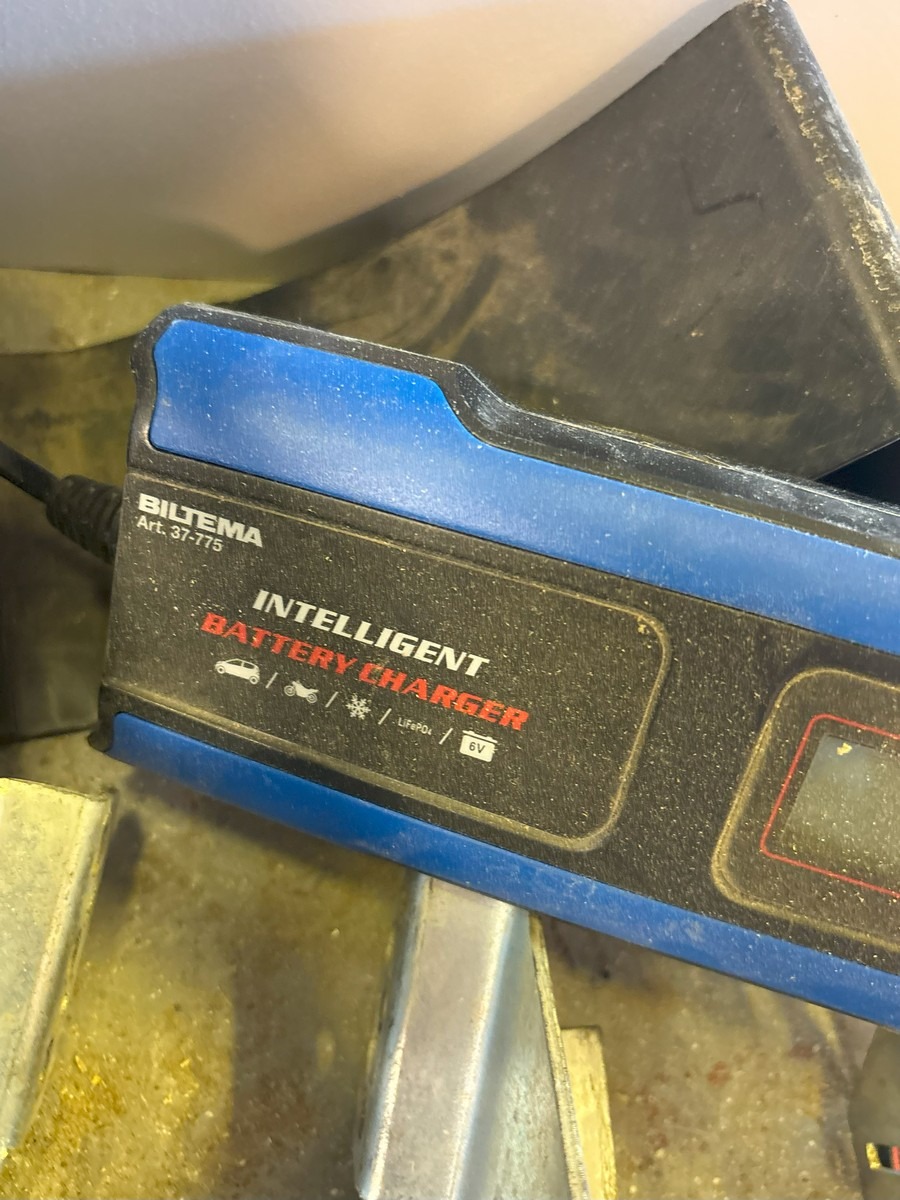 BILTEMA
Art. 37-775
INTELLIGENT
BATTERY CHARGER
/ / / LiFePO4 / 6V